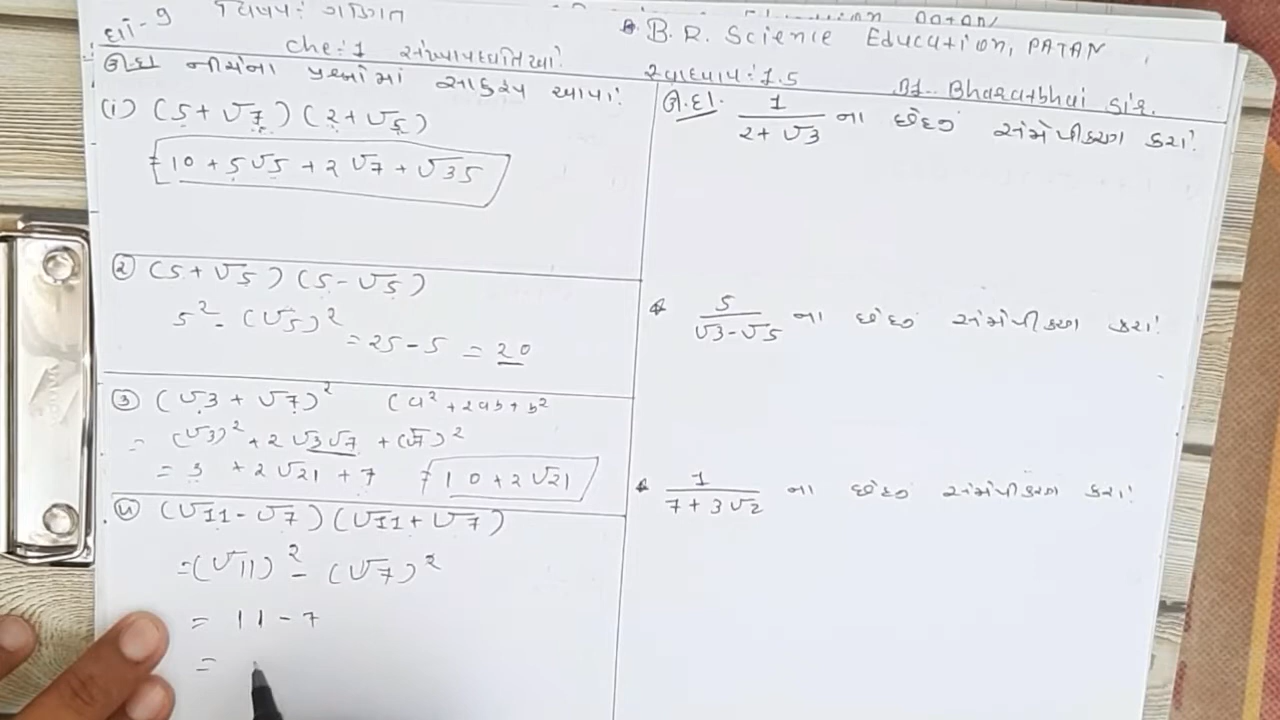 ધો - 9 વિષય: ગણિત
che: 1 સંખ્યાપદ્ધતિઓ
B. R. Science Education, PATAN
સ્વાધ્યાય: 1.5
By. Bharatbhai
ઉ.દા નીચેના પ્રશ્નોમાં સાદુરૂપ આપો:
(i) (5+√7)(2+√5)
= 10 + 5√5 + 2√7 + √35
② (5+√5)(5-√5)
5² - (√5)²
= 25 - 5 = 20
③ (√3 + √7)² (a² + 2ab + b²
= (√3)² + 2√3√7 + (√7)²
= 3 + 2√21 + 7 = 10 + 2√21
(√11 - √7)(√11 + √7)
= (√11)² - (√7)²
= 11 - 7
=
ઉ.દા. 1/(2+√3) ના છેદનું સંમેયીકરણ કરો:
* 5/(√3-√5) ના છેદનું સંમેયીકરણ કરો:
* 1/(7+3√2) ના છેદનું સંમેયીકરણ કરો: